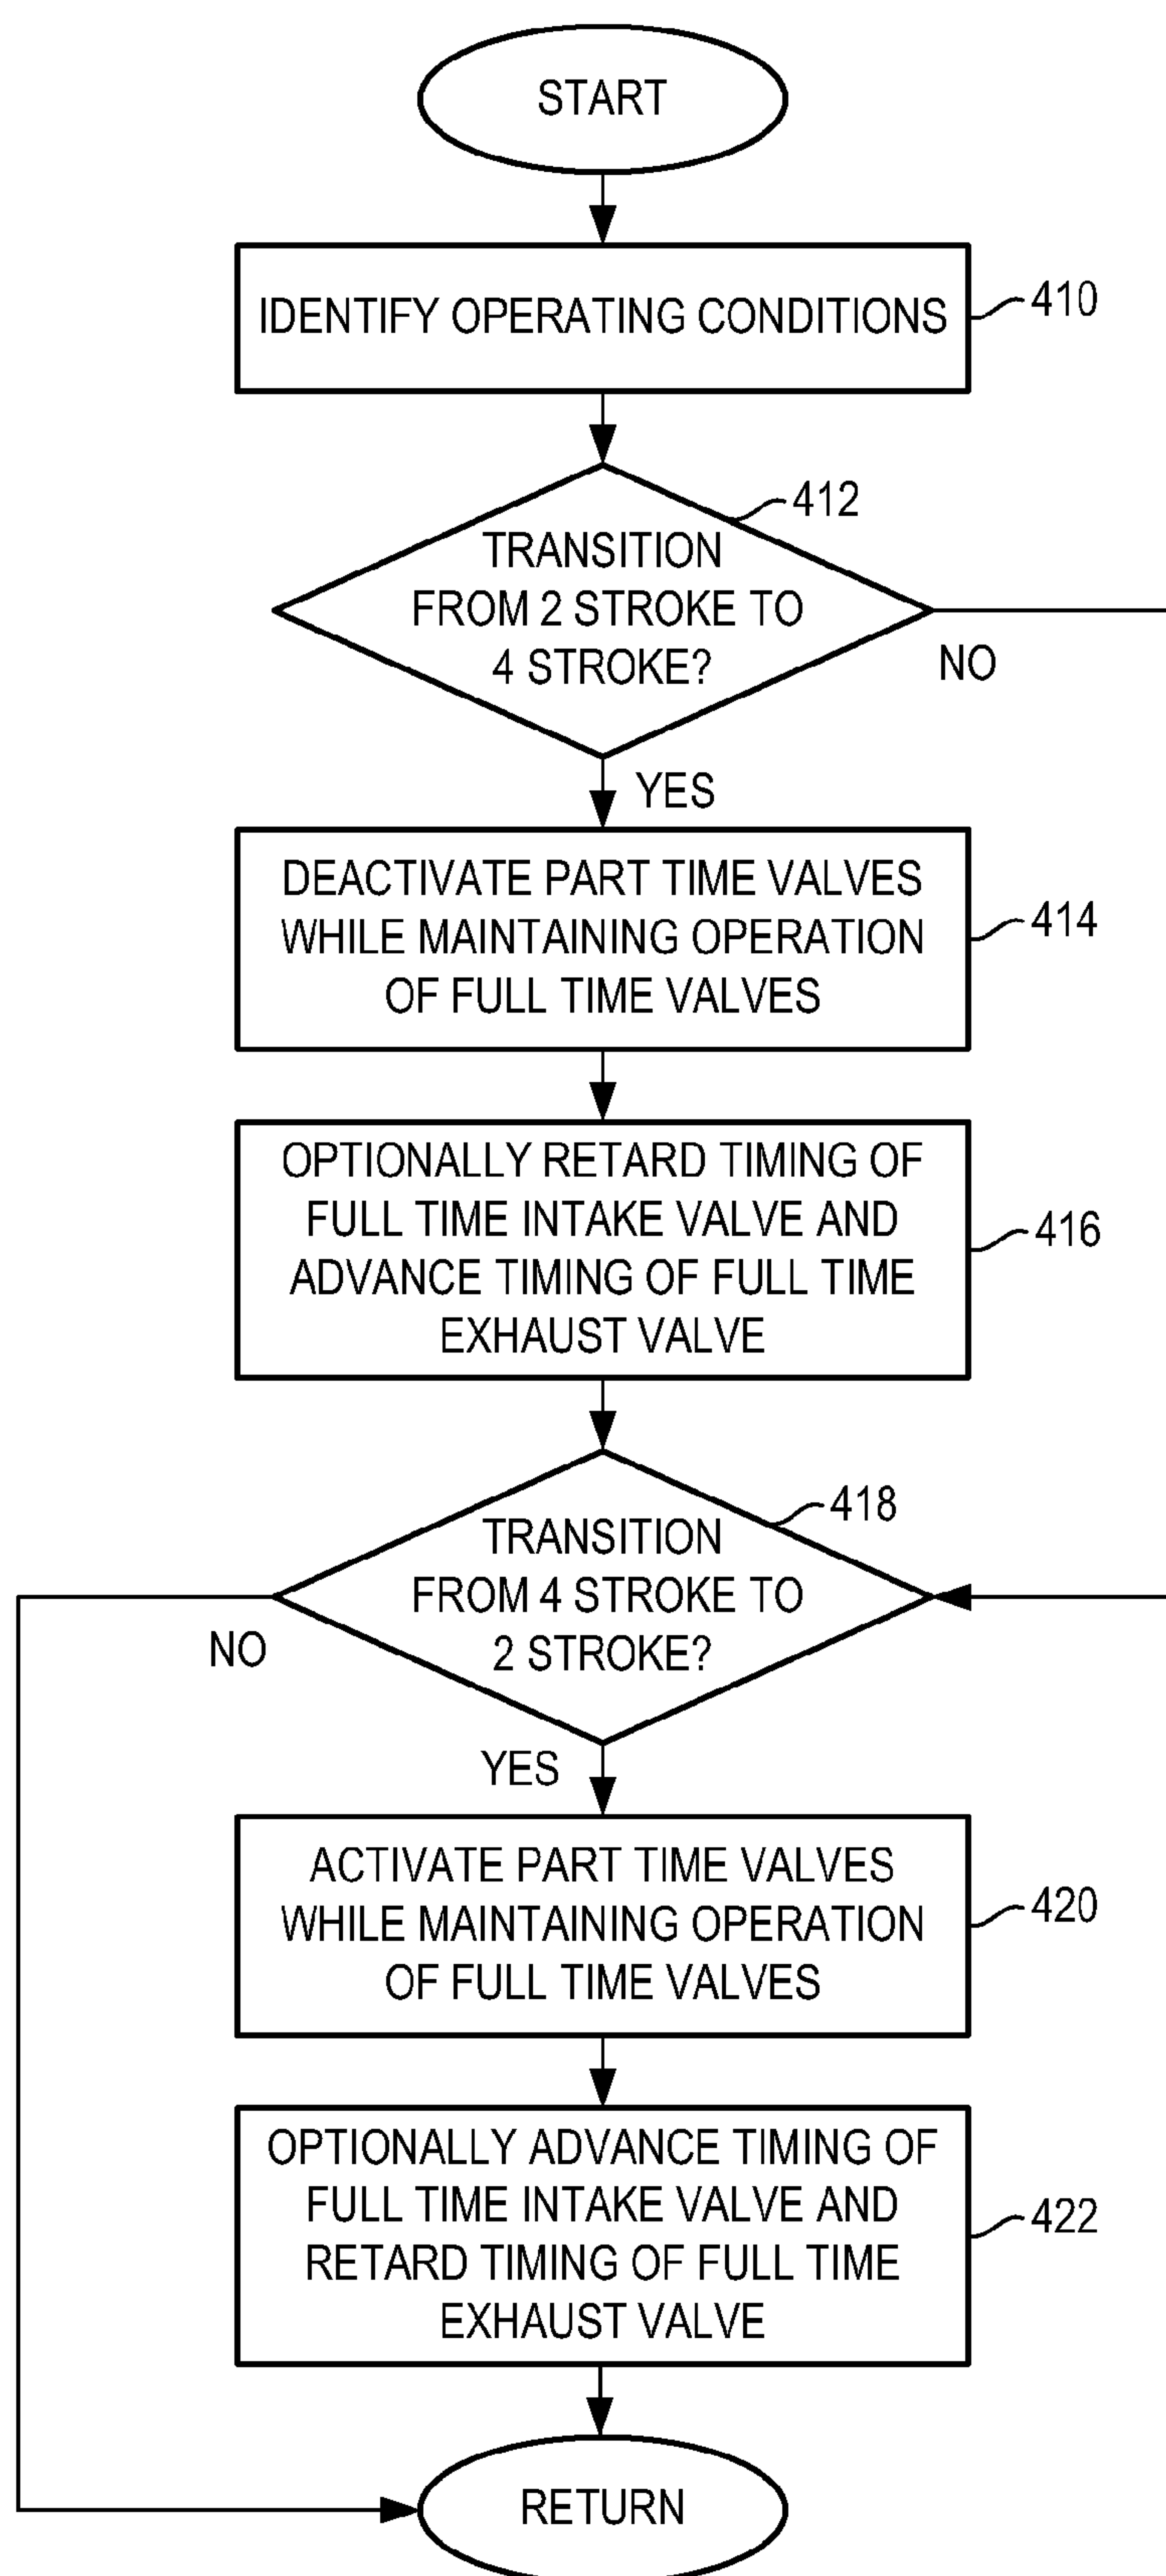 START
IDENTIFY OPERATING CONDITIONS
410
412
TRANSITION
FROM 2 STROKE TO
4 STROKE?
NO
YES
DEACTIVATE PART TIME VALVES
WHILE MAINTAINING OPERATION
OF FULL TIME VALVES
414
OPTIONALLY RETARD TIMING OF
FULL TIME INTAKE VALVE AND
ADVANCE TIMING OF FULL TIME
EXHAUST VALVE
416
418
TRANSITION
FROM 4 STROKE TO
2 STROKE?
NO
YES
ACTIVATE PART TIME VALVES
WHILE MAINTAINING OPERATION
OF FULL TIME VALVES
420
OPTIONALLY ADVANCE TIMING OF
FULL TIME INTAKE VALVE AND
RETARD TIMING OF FULL TIME
EXHAUST VALVE
422
RETURN